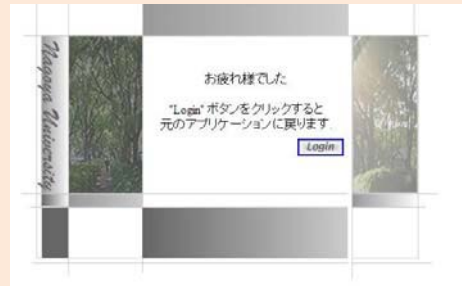 Nagoya University
お疲れ様でした
"Login" ボタンをクリックすると
元のアプリケーションに戻ります
Login